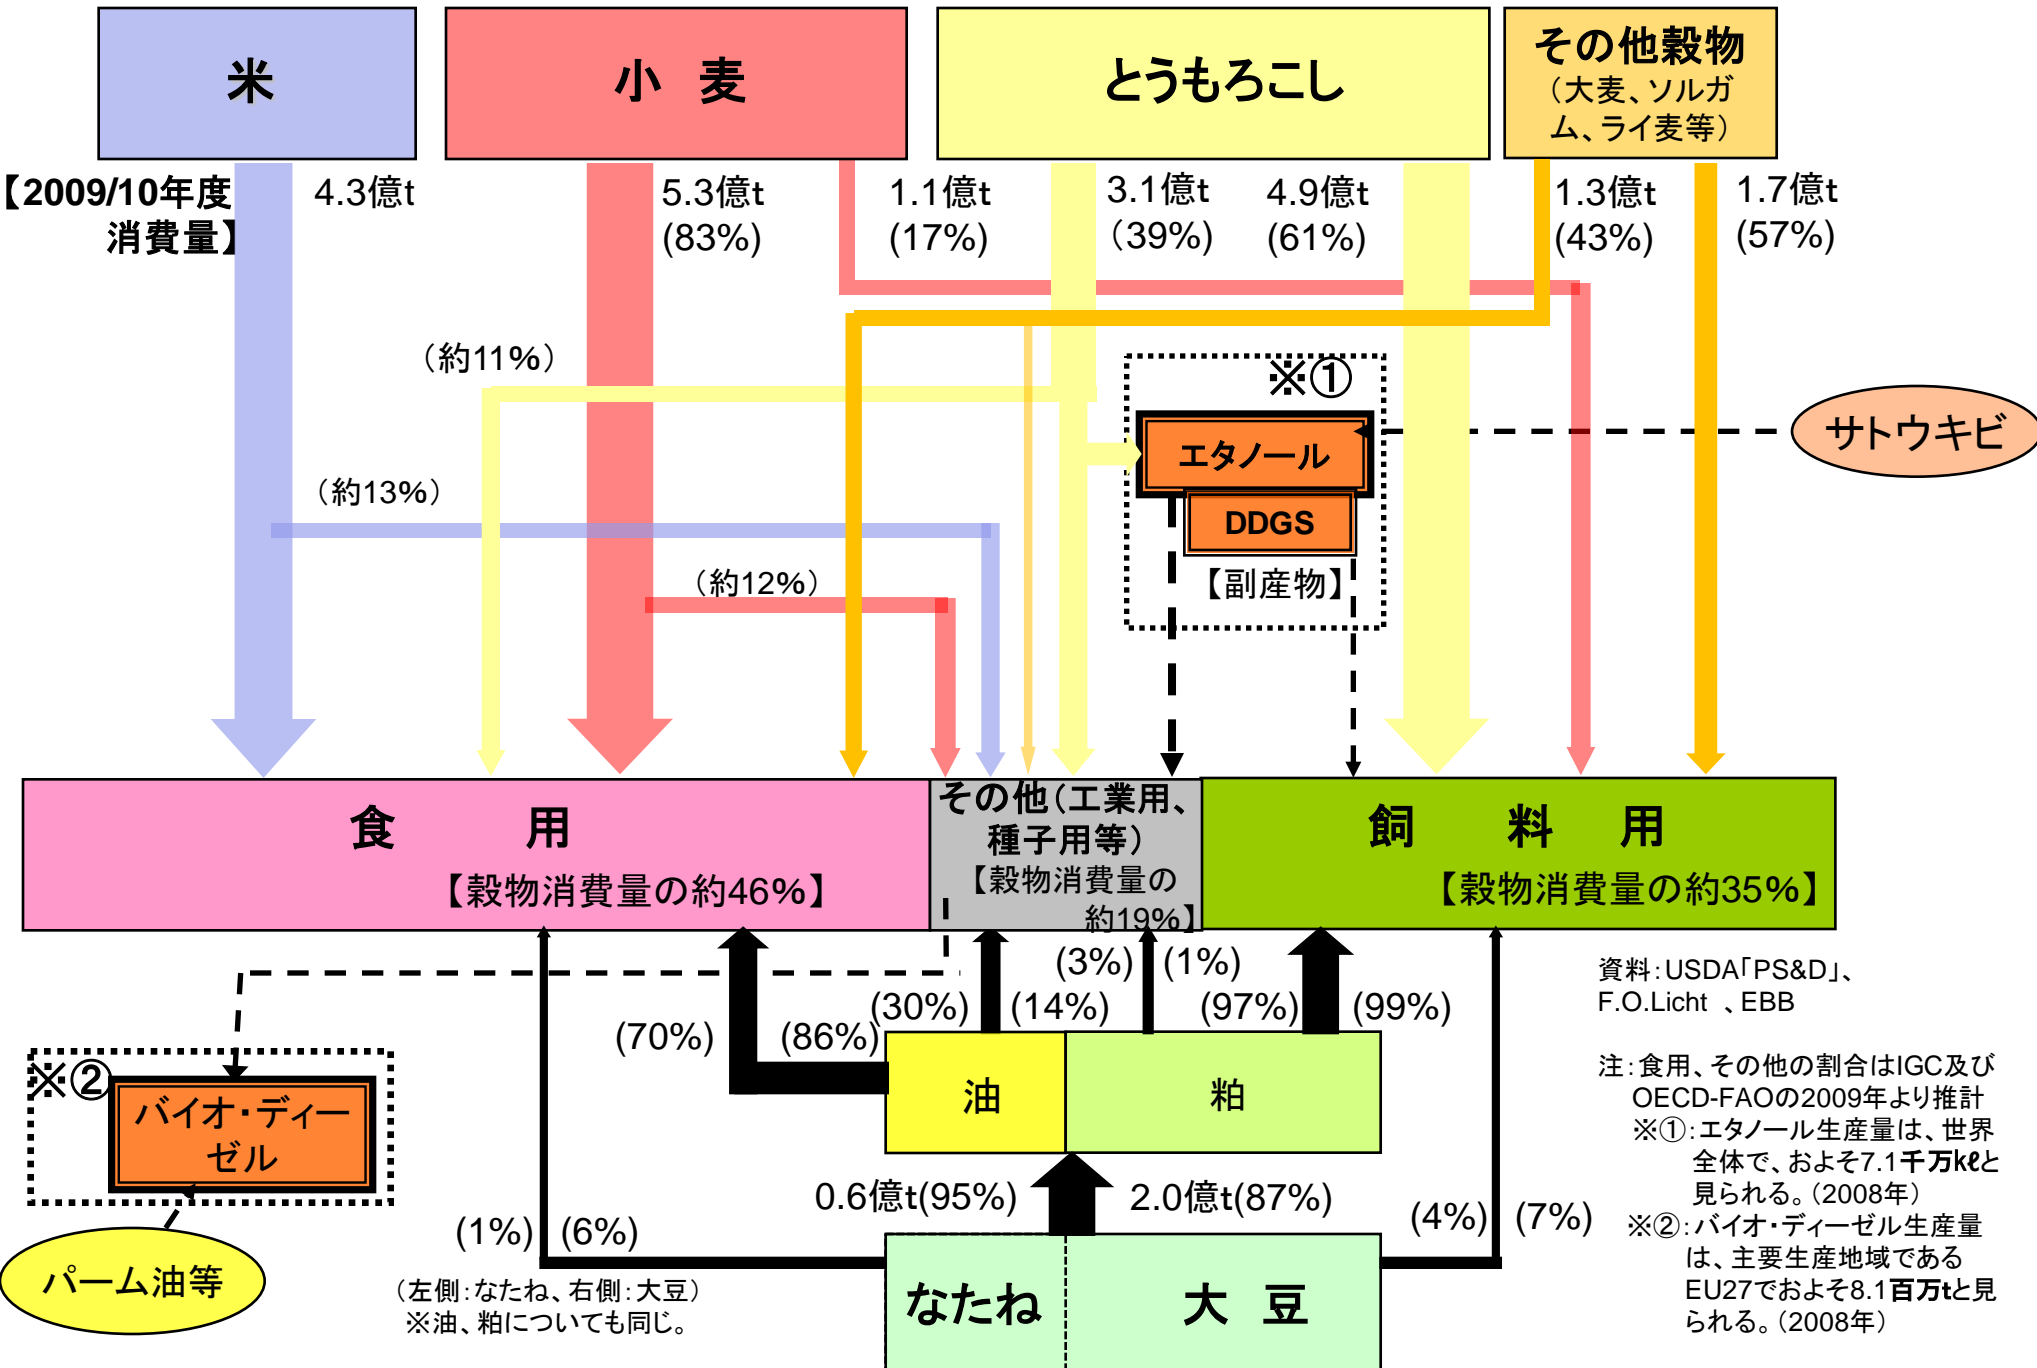 米
小 麦
とうもろこし
その他穀物
（大麦、ソルガ
ム、ライ麦等）
【2009/10年度
消費量】
4.3億t
5.3億t
(83%)
1.1億t
(17%)
3.1億t
（39%)
4.9億t
(61%)
1.3億t
(43%)
1.7億t
(57%)
（約11%）
※①
エタノール
サトウキビ
（約13%）
DDGS
【副産物】
（約12%）
食 用
【穀物消費量の約46%】
その他（工業用、
種子用等）
【穀物消費量の
約19%】
飼 料 用
【穀物消費量の約35%】
(3%)
(1%)
(30%)
(14%)
(97%)
(99%)
(70%)
(86%)
油
粕
※②
バイオ・ディー
ゼル
0.6億t(95%)
2.0億t(87%)
(1%)
(6%)
(4%)
(7%)
パーム油等
（左側：なたね、右側：大豆）
※油、粕についても同じ。
なたね
大 豆
資料：USDA「PS&D」、
F.O.Licht 、EBB
注：食用、その他の割合はIGC及び
OECD-FAOの2009年より推計
※①：エタノール生産量は、世界
全体で、およそ7.1千万kℓと
見られる。（2008年）
※②：バイオ・ディーゼル生産量
は、主要生産地域である
EU27でおよそ8.1百万tと見
られる。（2008年）